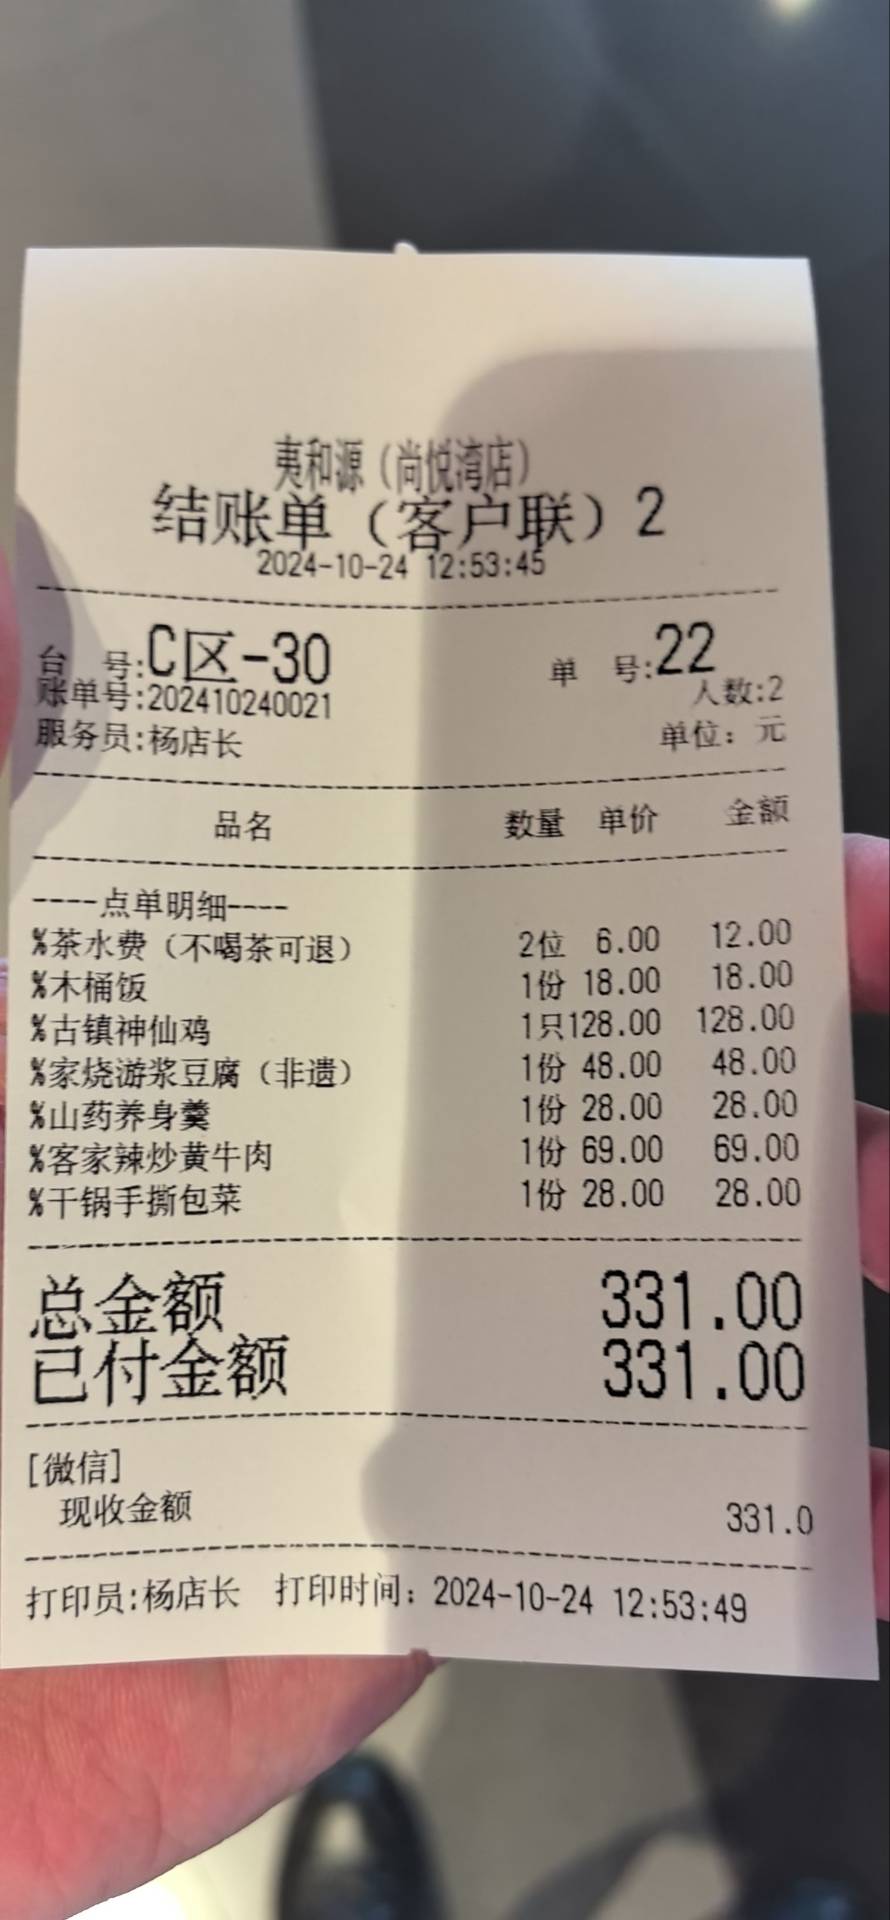 夷和源（尚悦湾店）
结账单（客户联）2
2024-10-24 12:53:45
台 号:C区-30 单 号:22
账单号:202410240021 人数:2
服务员:杨店长 单位：元
品名 数量 单价 金额
----点单明细----
%茶水费（不喝茶可退） 2位 6.00 12.00
%木桶饭 1份 18.00 18.00
%古镇神仙鸡 1只128.00 128.00
%家烧游浆豆腐（非遗） 1份 48.00 48.00
%山药养身羹 1份 28.00 28.00
%客家辣炒黄牛肉 1份 69.00 69.00
%干锅手撕包菜 1份 28.00 28.00
总金额 331.00
已付金额 331.00
[微信]
现收金额 331.0
打印员:杨店长 打印时间：2024-10-24 12:53:49